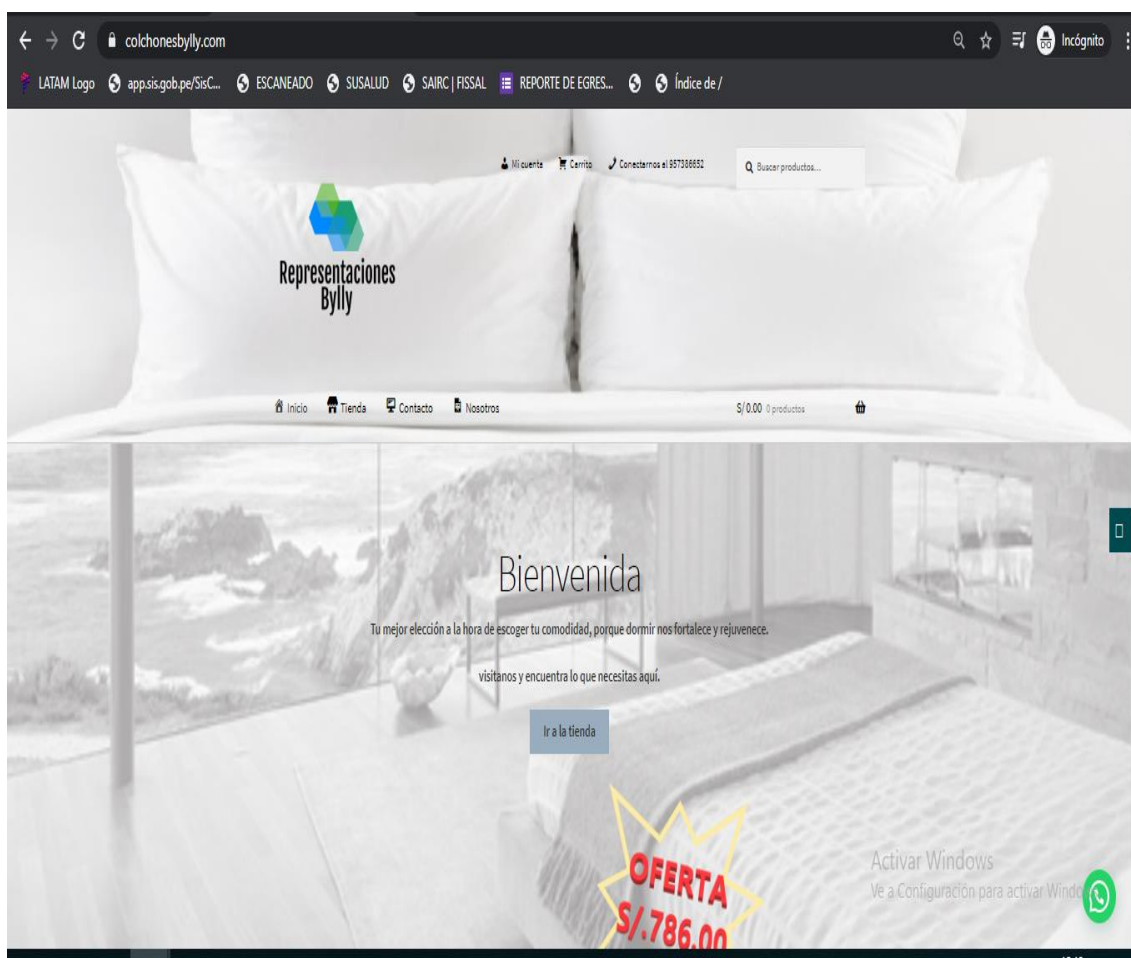 colchonesbylly.com
Incógnito
LATAM Logo app.sis.gob.pe/SisC... ESCANEADO SUSALUD SAIRC | FISSAL REPORTE DE EGRES... Índice de /
Mi cuenta Carrito Conectarnos al 957386652 Buscar productos...
Representaciones
Bylly
Inicio Tienda Contacto Nosotros S/ 0.00 0 productos
Bienvenida
Tu mejor elección a la hora de escoger tu comodidad, porque dormir nos fortalece y rejuvenece.
visitanos y encuentra lo que necesitas aquí.
Ir a la tienda
OFERTA
S/.786.00
Activar Windows
Ve a Configuración para activar Windo